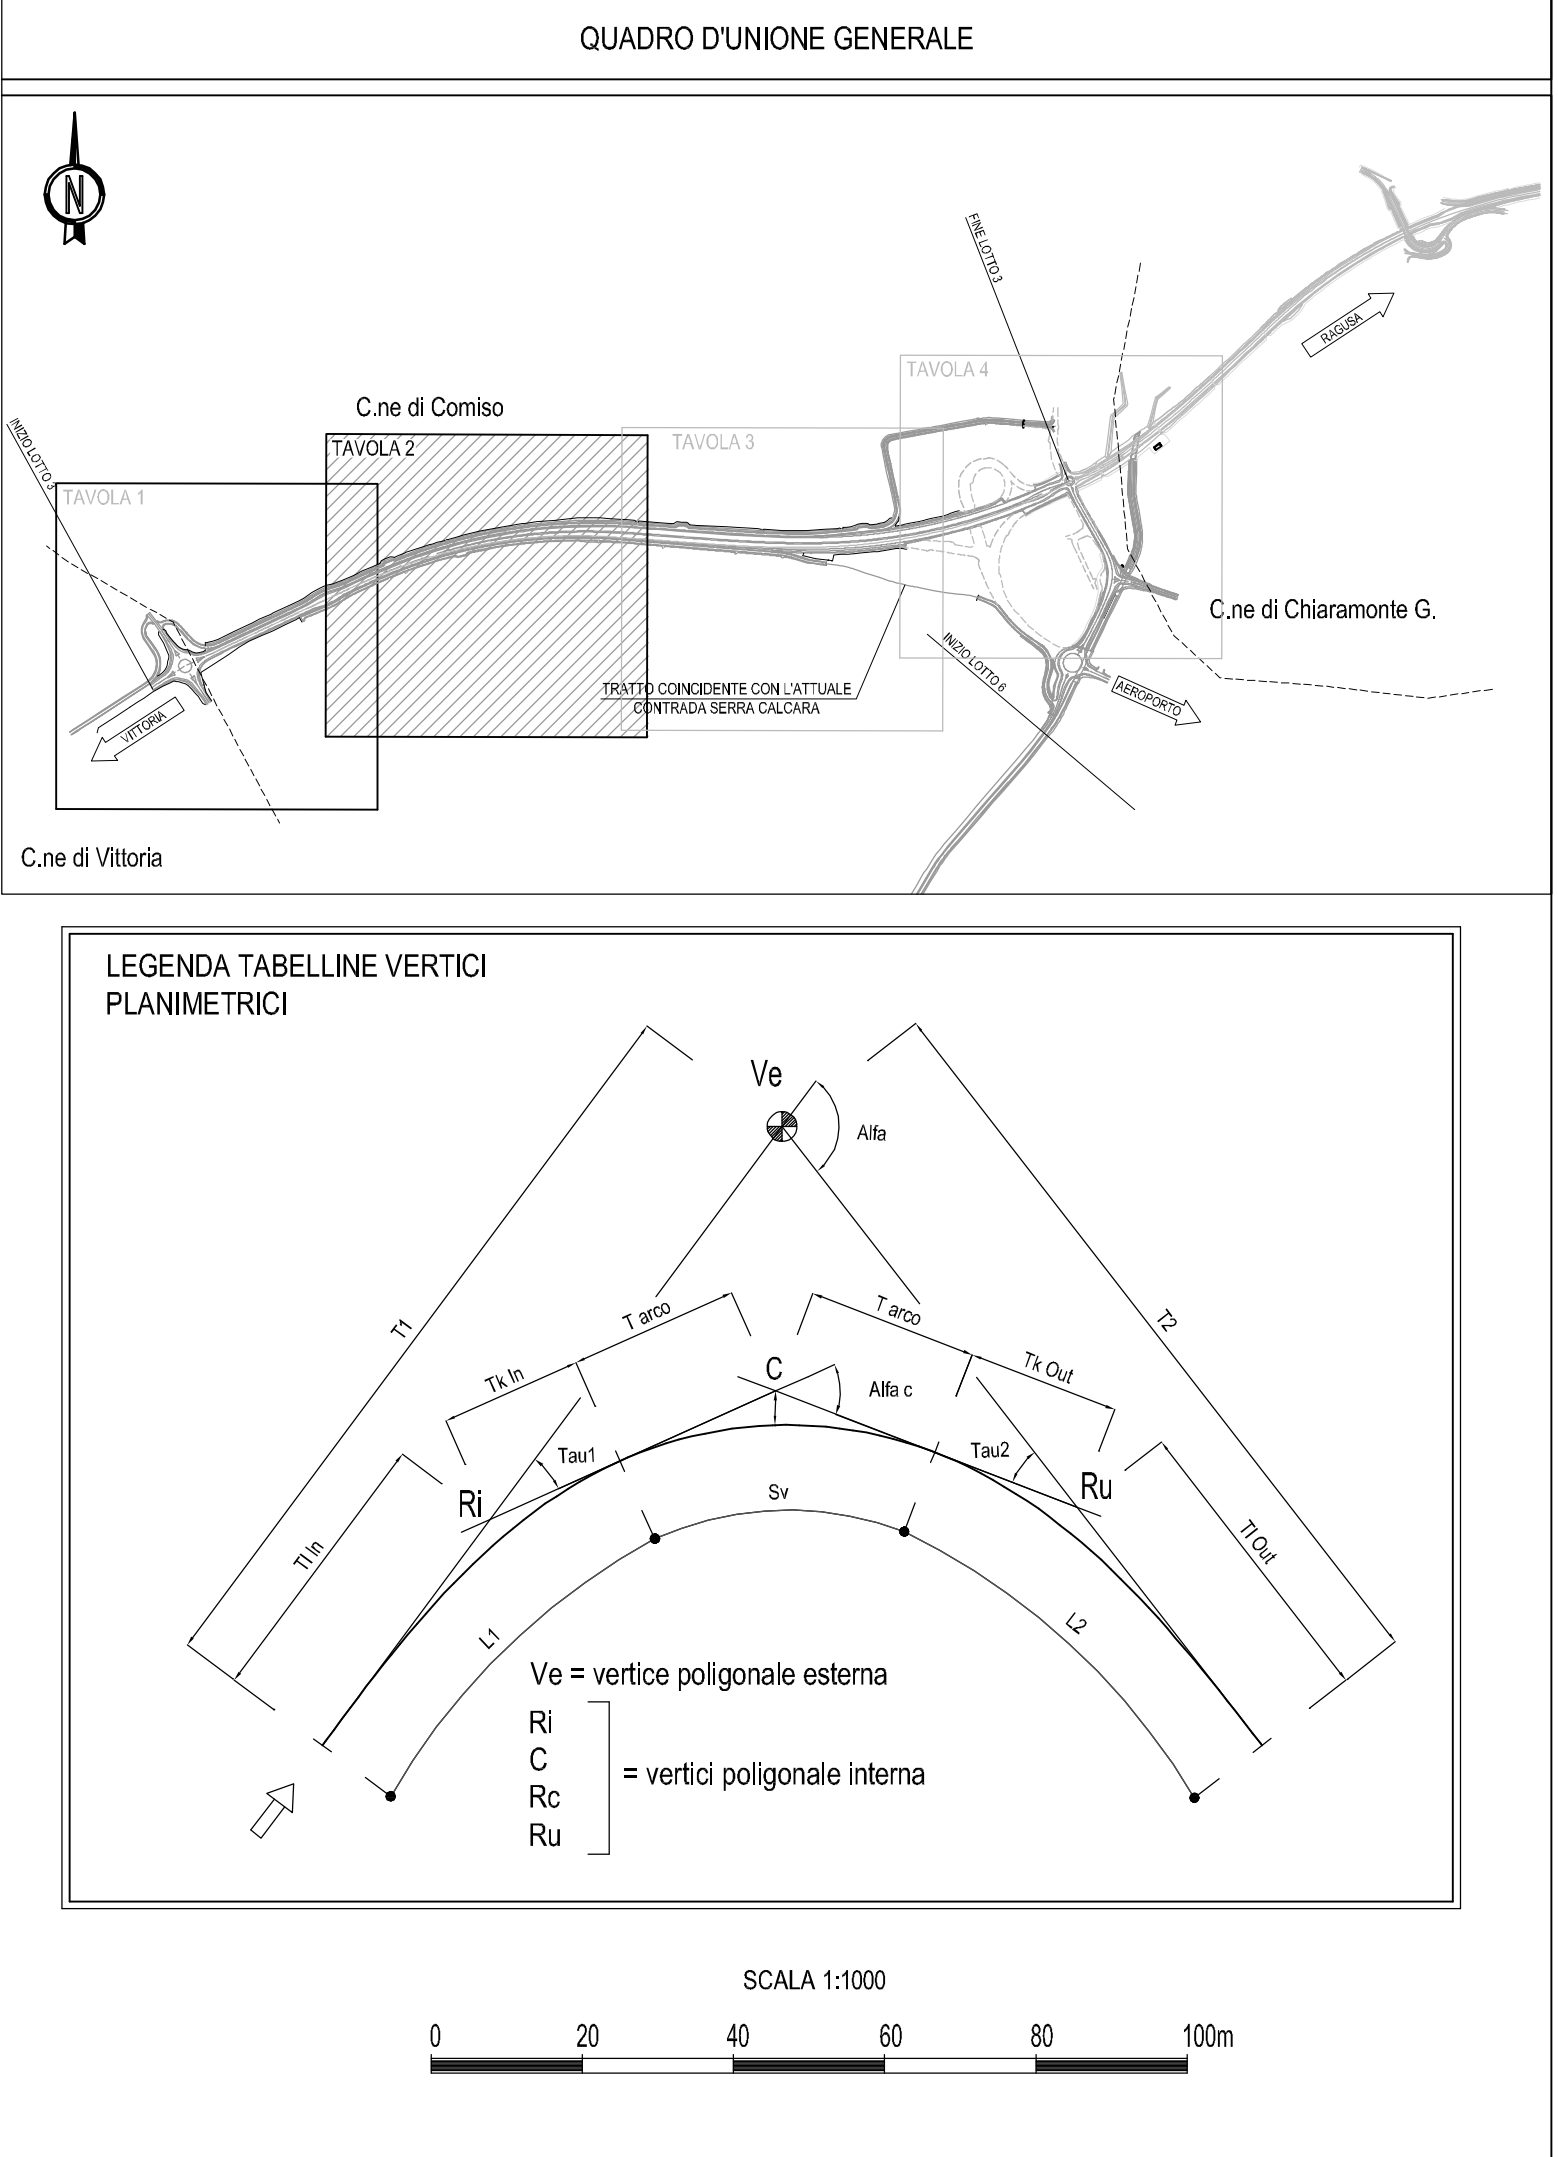 QUADRO D'UNIONE GENERALE
N
FINE LOTTO 3
RAGUSA
TAVOLA 4
C.ne di Comiso
INIZIO LOTTO 3
TAVOLA 2
TAVOLA 3
TAVOLA 1
C.ne di Chiaramonte G.
INIZIO LOTTO 6
TRATTO COINCIDENTE CON L'ATTUALE
CONTRADA SERRA CALCARA
AEROPORTO
VITTORIA
C.ne di Vittoria
LEGENDA TABELLINE VERTICI
PLANIMETRICI
Ve
Alfa
T1
T arco
T arco
T2
Tk In
C
Tk Out
Alfa c
Tau1
Tau2
Ri
Sv
Ru
Tl In
Tl Out
L1
L2
Ve = vertice poligonale esterna
Ri
C
Rc
Ru
= vertici poligonale interna
SCALA 1:1000
0 20 40 60 80 100m